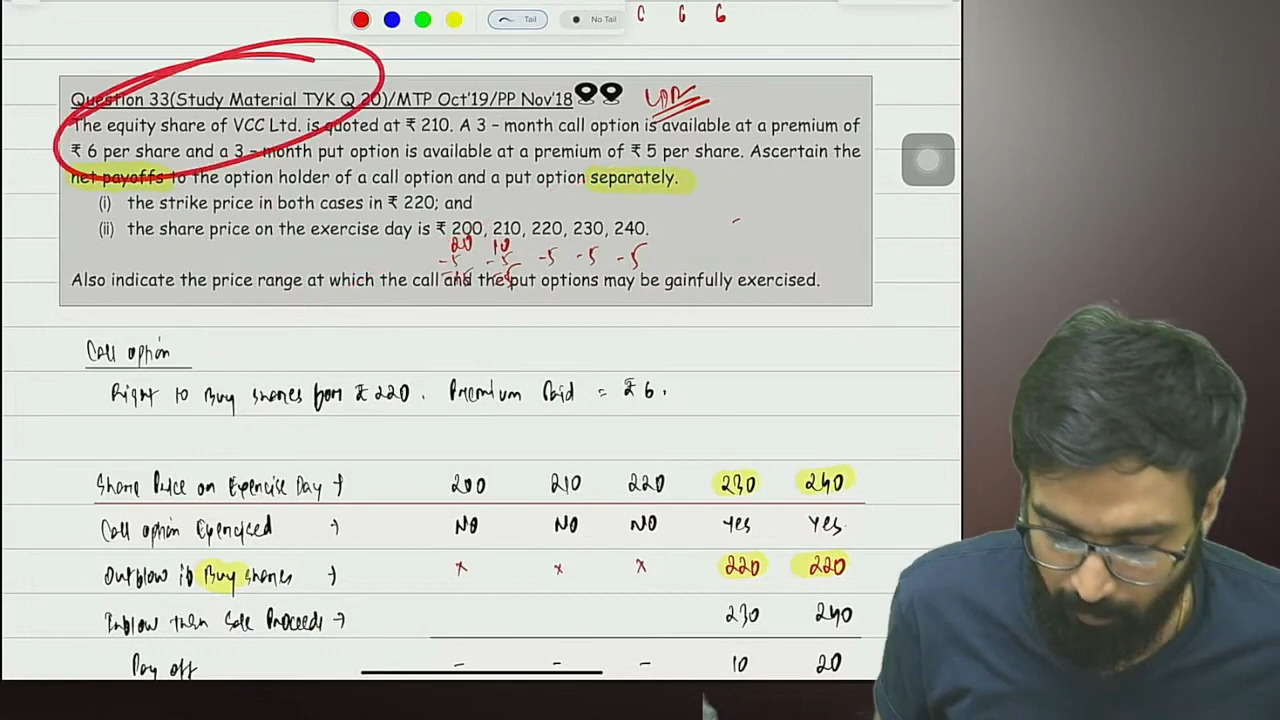 Tail No Tail C 6 6
Question 33(Study Material TYK Q 20)/MTP Oct'19/PP Nov'18
The equity share of VCC Ltd. is quoted at ₹ 210. A 3 – month call option is available at a premium of
₹ 6 per share and a 3 – month put option is available at a premium of ₹ 5 per share. Ascertain the
net payoffs to the option holder of a call option and a put option separately.
(i) the strike price in both cases in ₹ 220; and
(ii) the share price on the exercise day is ₹ 200, 210, 220, 230, 240.
20 10
-5 -5 -5 -5 -5
Also indicate the price range at which the call and the put options may be gainfully exercised.
Call option
Right to Buy shares for ₹ 220. Premium Paid = ₹ 6.
Share Price on Exercise Day → 200 210 220 230 240
Call option Exercised → NO NO NO Yes Yes.
Outflow to Buy shares → x x x 220 220
Inflow then Sale Proceeds → 230 240
Pay off - - - 10 20